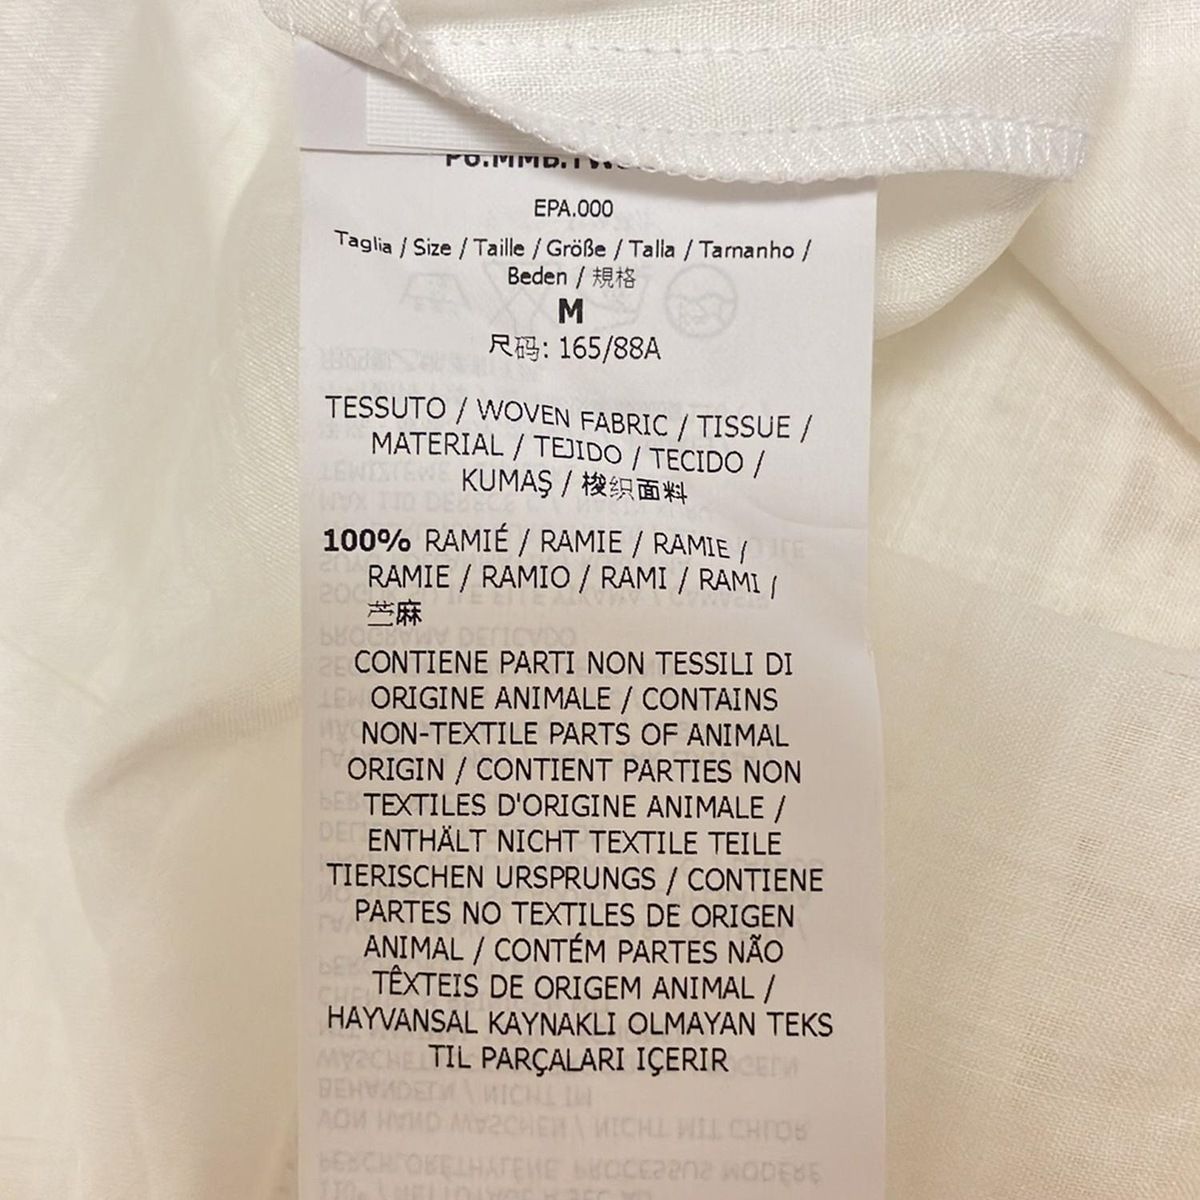 EPA.000
Taglia / Size / Taille / Größe / Talla / Tamanho /
Beden / 規格
M
尺码: 165/88A
TESSUTO / WOVEN FABRIC / TISSUE /
MATERIAL / TEJIDO / TECIDO /
KUMAŞ / 梭织面料
100% RAMIÉ / RAMIE / RAMIE /
RAMIE / RAMIO / RAMI / RAMI /
苎麻
CONTIENE PARTI NON TESSILI DI
ORIGINE ANIMALE / CONTAINS
NON-TEXTILE PARTS OF ANIMAL
ORIGIN / CONTIENT PARTIES NON
TEXTILES D'ORIGINE ANIMALE /
ENTHÄLT NICHT TEXTILE TEILE
TIERISCHEN URSPRUNGS / CONTIENE
PARTES NO TEXTILES DE ORIGEN
ANIMAL / CONTÉM PARTES NÃO
TÊXTEIS DE ORIGEM ANIMAL /
HAYVANSAL KAYNAKLI OLMAYAN TEKS
TIL PARÇALARI IÇERIR